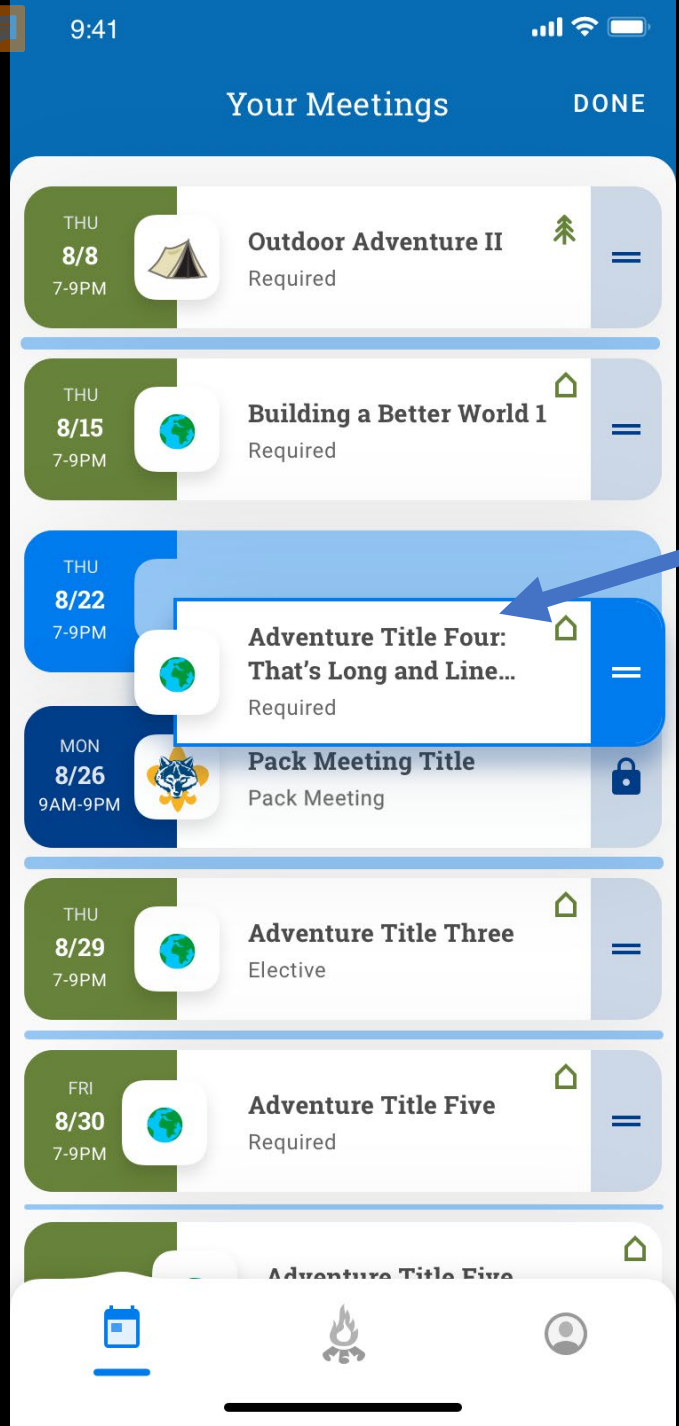 9:41
Your Meetings
DONE
THU
8/8
7-9PM
Outdoor Adventure II
Required
THU
8/15
7-9PM
Building a Better World 1
Required
THU
8/22
7-9PM
Adventure Title Four:
That's Long and Line...
Required
MON
8/26
9AM-9PM
Pack Meeting Title
Pack Meeting
THU
8/29
7-9PM
Adventure Title Three
Elective
FRI
8/30
7-9PM
Adventure Title Five
Required
Adventure Title Five